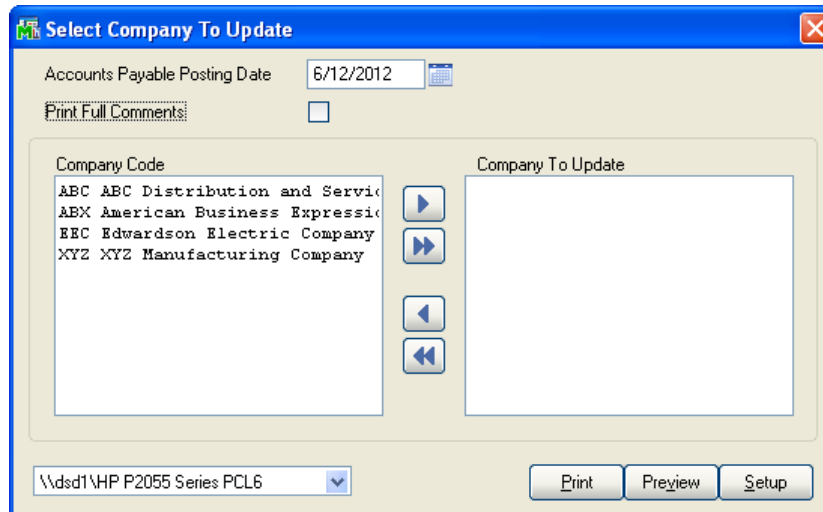 Select Company To Update
Accounts Payable Posting Date 6/12/2012
Print Full Comments
Company Code
ABC ABC Distribution and Servic
ABX American Business Expressic
EEC Edwardson Electric Company
XYZ XYZ Manufacturing Company
Company To Update
\\dsd1\HP P2055 Series PCL6
Print Preview Setup